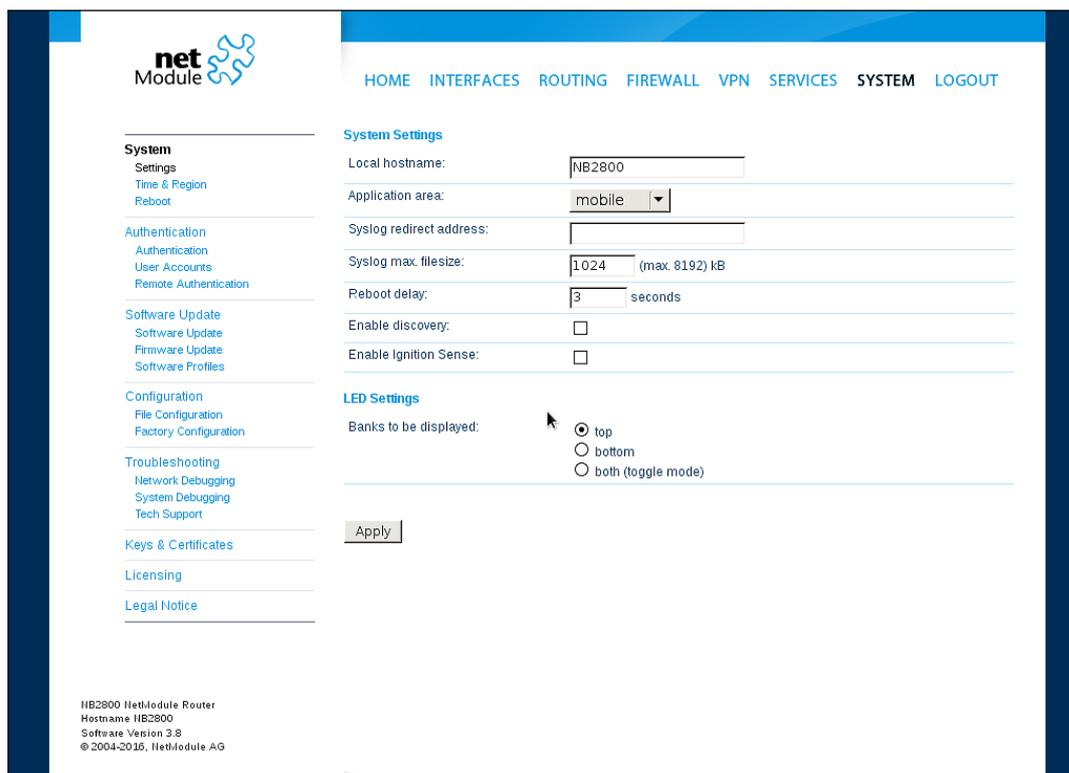 net
Module
HOME INTERFACES ROUTING FIREWALL VPN SERVICES SYSTEM LOGOUT
System
Settings
Time & Region
Reboot
Authentication
Authentication
User Accounts
Remote Authentication
Software Update
Software Update
Firmware Update
Software Profiles
Configuration
File Configuration
Factory Configuration
Troubleshooting
Network Debugging
System Debugging
Tech Support
Keys & Certificates
Licensing
Legal Notice
System Settings
Local hostname: NB2800
Application area: mobile
Syslog redirect address:
Syslog max. filesize: 1024 (max. 8192) kB
Reboot delay: 3 seconds
Enable discovery:
Enable Ignition Sense:
LED Settings
Banks to be displayed: top
bottom
both (toggle mode)
Apply
NB2800 NetModule Router
Hostname NB2800
Software Version 3.8
© 2004-2016, NetModule AG